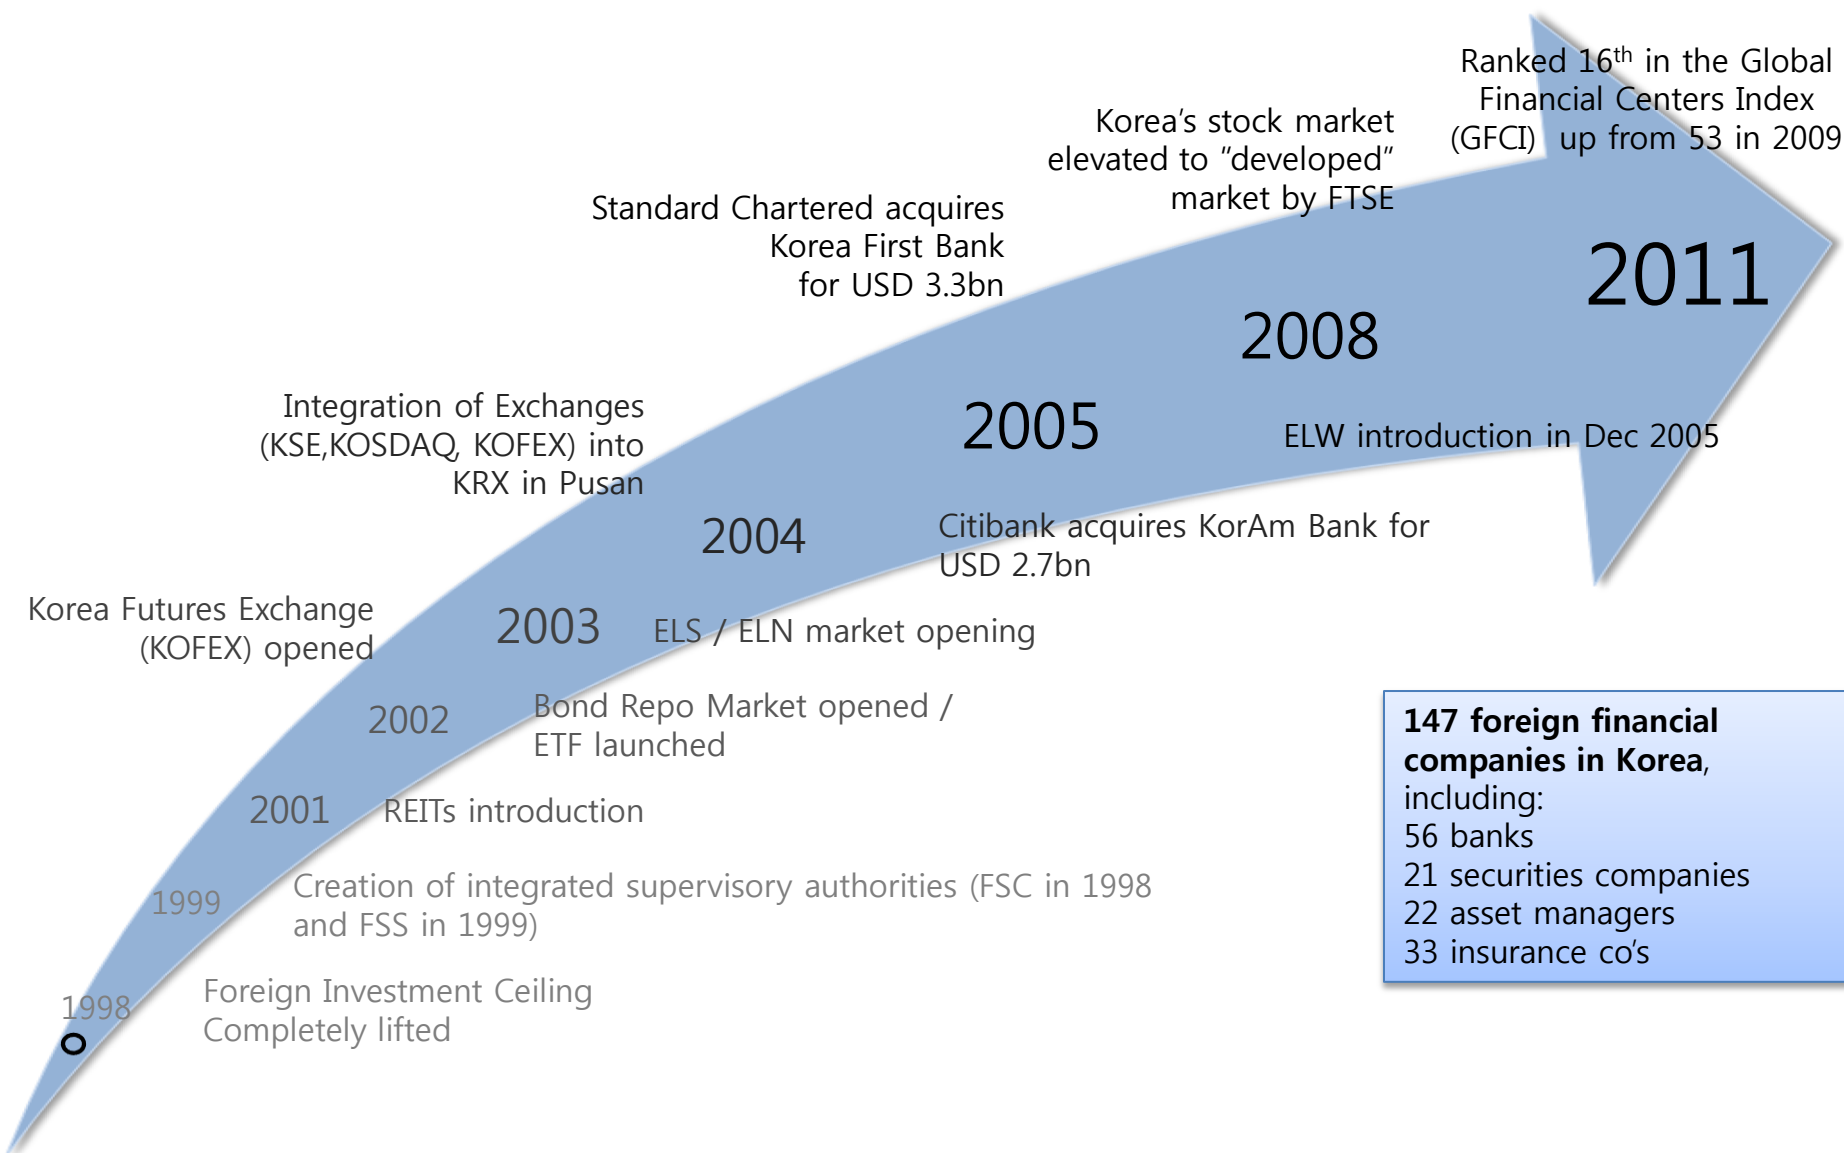 Ranked 16th in the Global
Financial Centers Index
(GFCI) up from 53 in 2009
Korea's stock market
elevated to "developed"
market by FTSE
Standard Chartered acquires
Korea First Bank
for USD 3.3bn
2011
2008
Integration of Exchanges
(KSE,KOSDAQ, KOFEX) into
KRX in Pusan
2005
ELW introduction in Dec 2005
2004
Citibank acquires KorAm Bank for
USD 2.7bn
Korea Futures Exchange
(KOFEX) opened
2003
ELS / ELN market opening
2002
Bond Repo Market opened /
ETF launched
2001
REITs introduction
1999
Creation of integrated supervisory authorities (FSC in 1998
and FSS in 1999)
1998
Foreign Investment Ceiling
Completely lifted
147 foreign financial
companies in Korea,
including:
56 banks
21 securities companies
22 asset managers
33 insurance co's